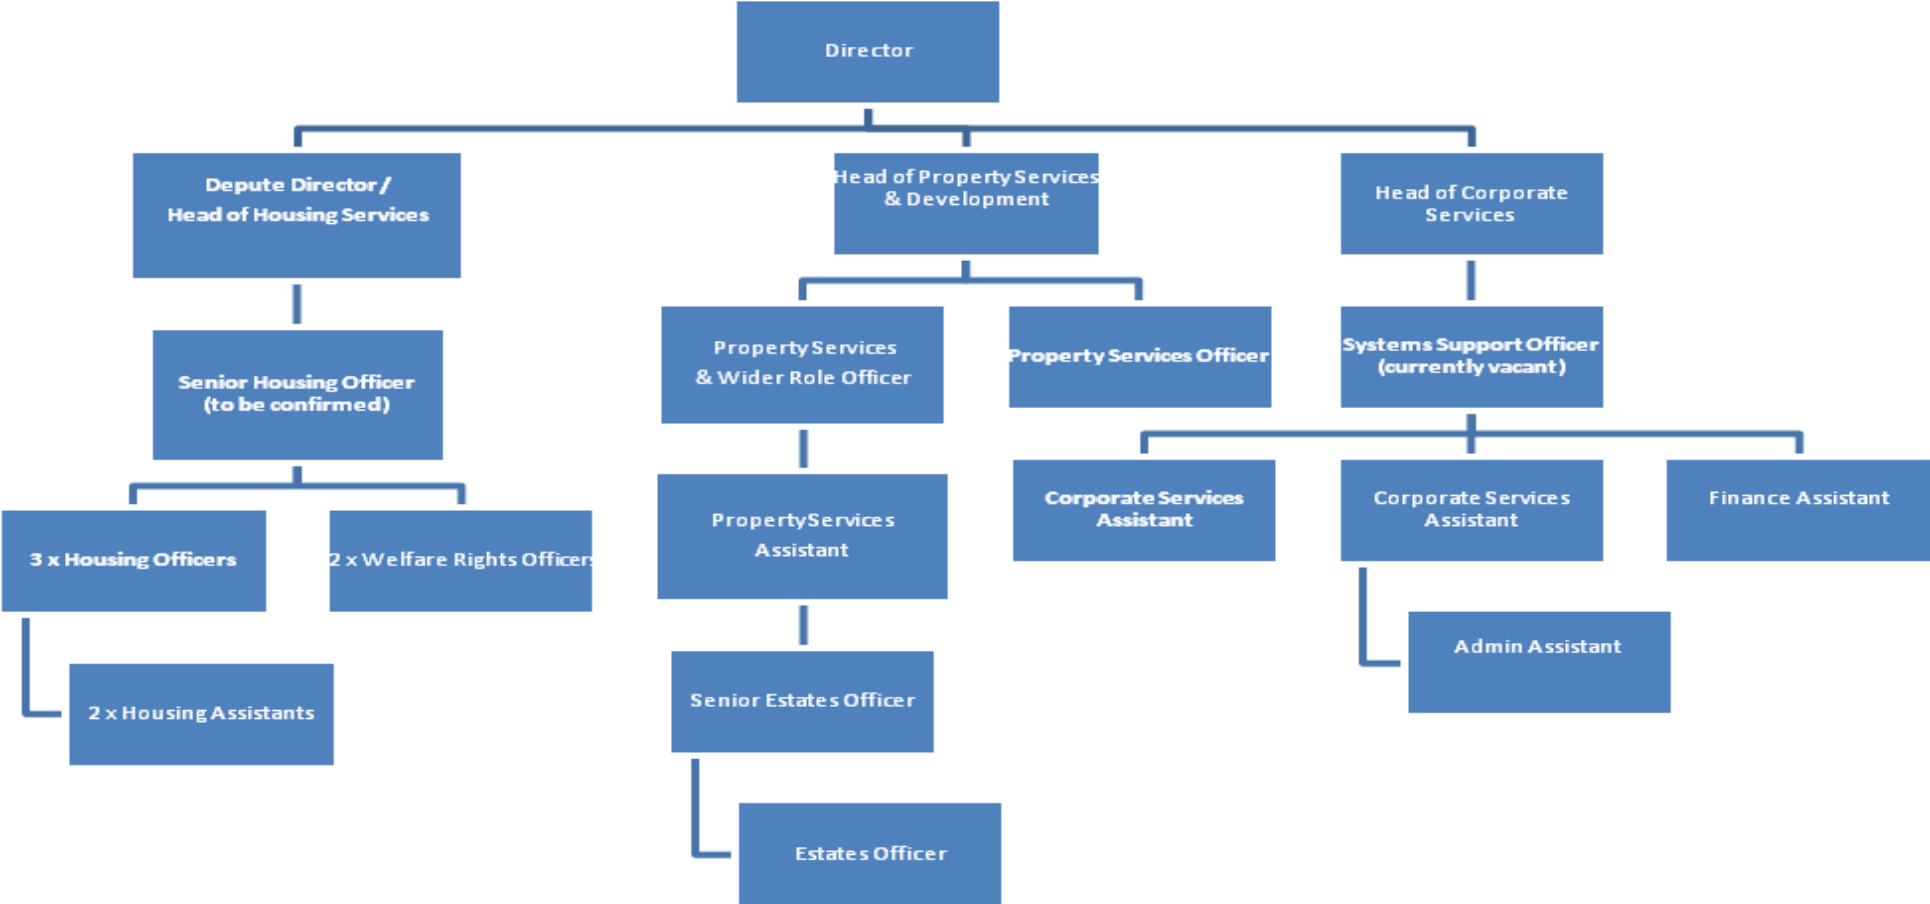 Director
Depute Director /
Head of Housing Services
Head of Property Services
& Development
Head of Corporate
Services
Senior Housing Officer
(to be confirmed)
Property Services
& Wider Role Officer
Property Services Officer
Systems Support Officer
(currently vacant)
3 x Housing Officers
2 x Welfare Rights Officers
Property Services
Assistant
Corporate Services
Assistant
Corporate Services
Assistant
Finance Assistant
2 x Housing Assistants
Senior Estates Officer
Admin Assistant
Estates Officer